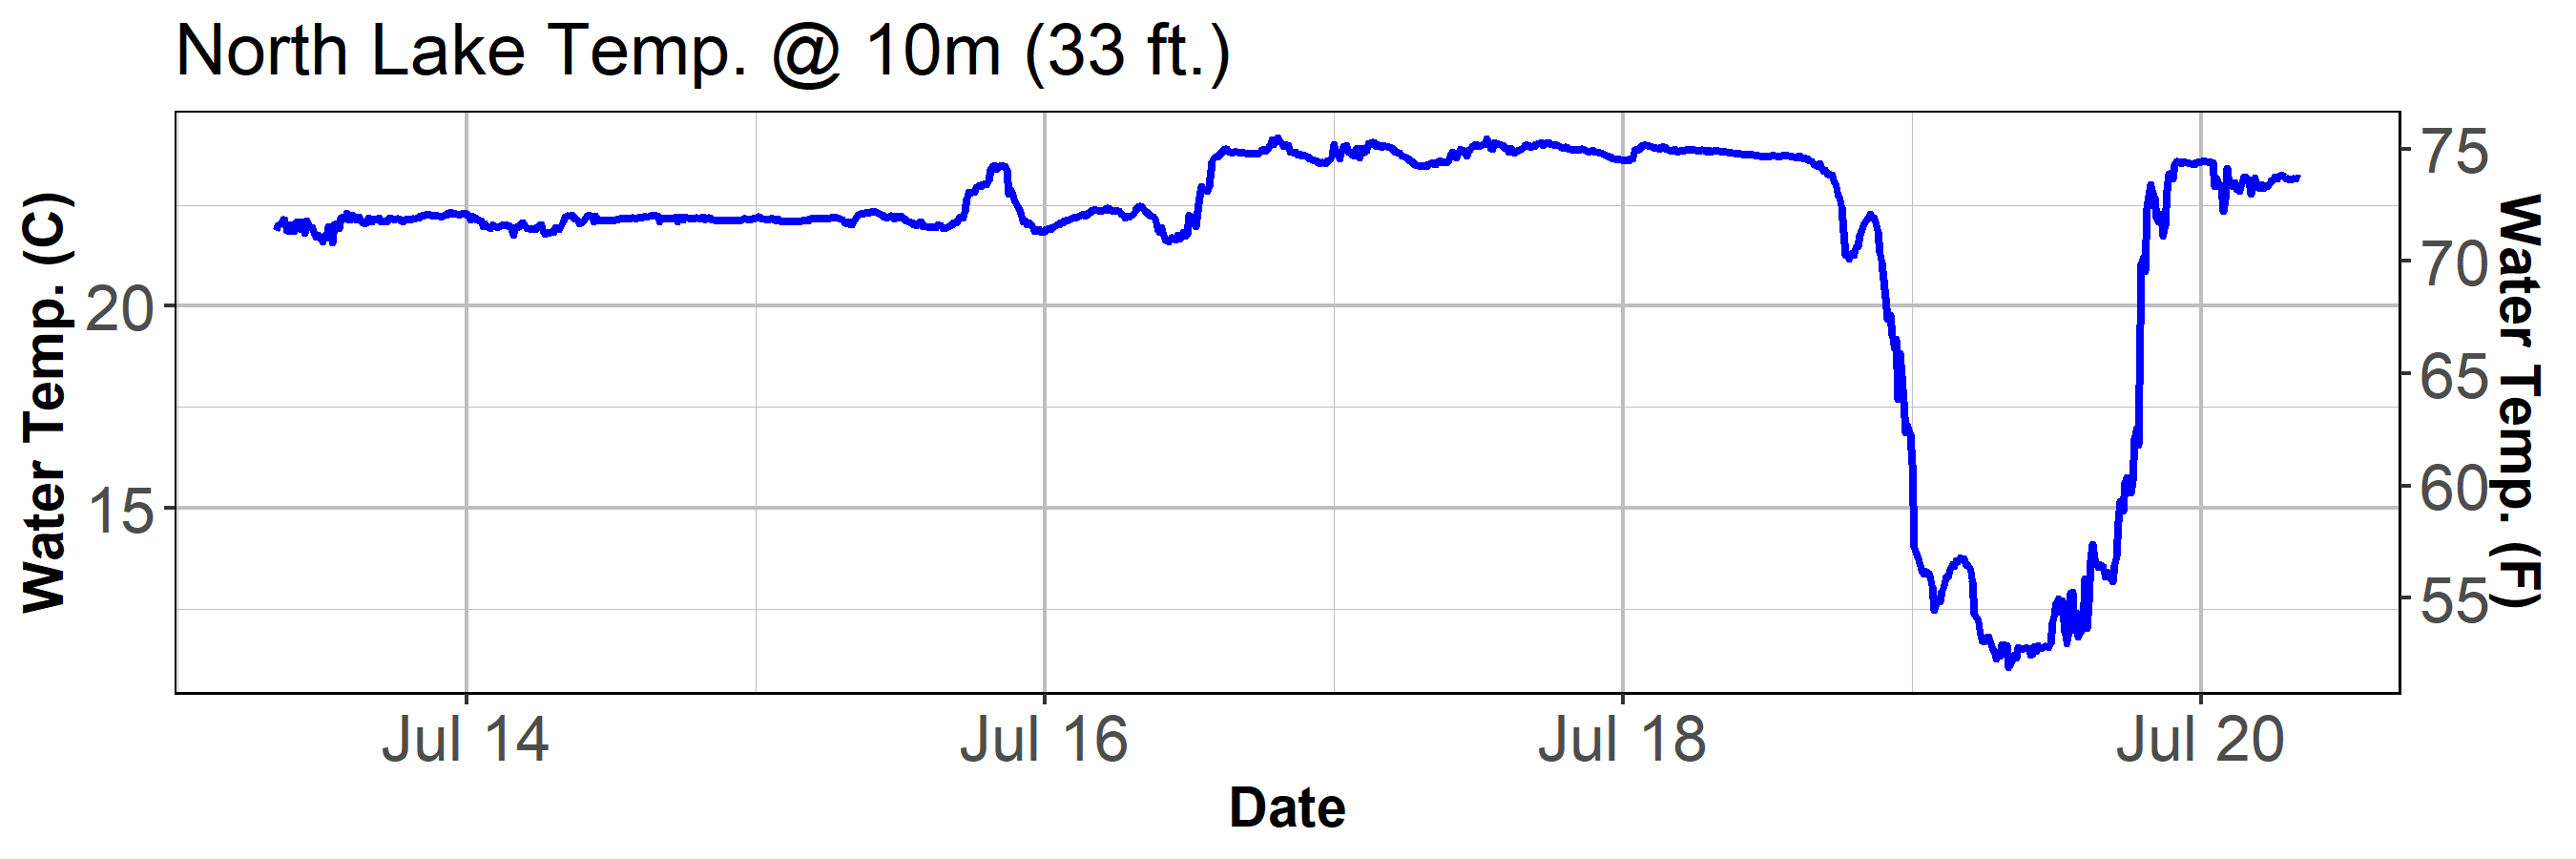 North Lake Temp. @ 10m (33 ft.)
Water Temp. (C)
20
15
75
70
65
60
55
Water Temp. (F)
Jul 14
Jul 16
Jul 18
Jul 20
Date